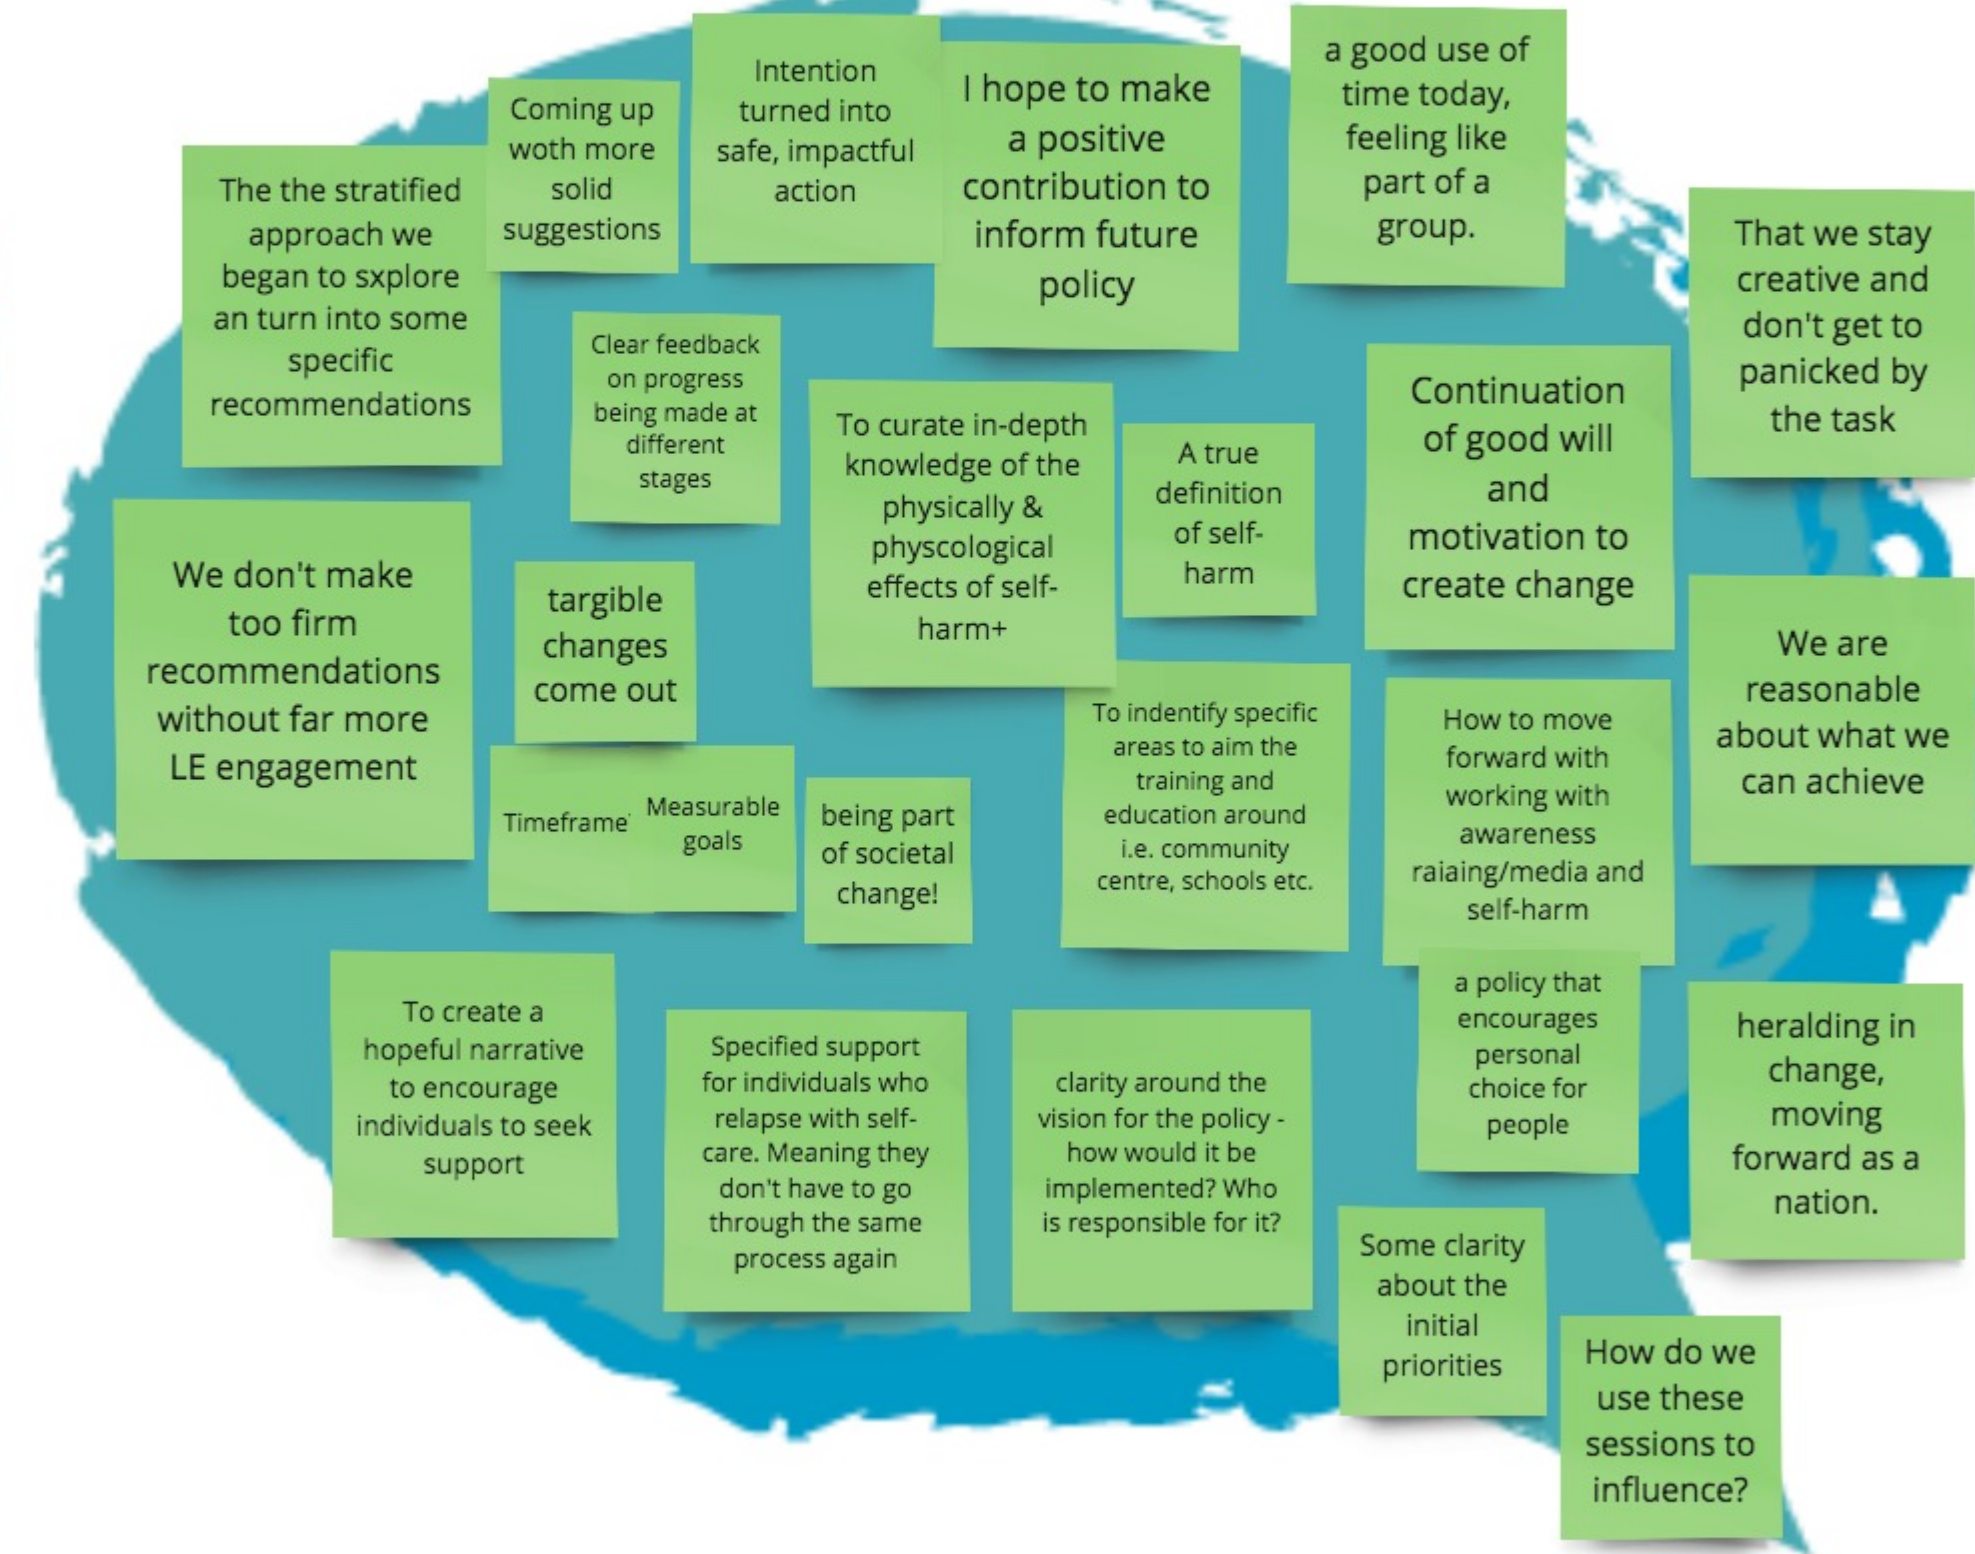 The the stratified
approach we
began to sxplore
an turn into some
specific
recommendations
Coming up
woth more
solid
suggestions
Intention
turned into
safe, impactful
action
I hope to make
a positive
contribution to
inform future
policy
a good use of
time today,
feeling like
part of a
group.
That we stay
creative and
don't get to
panicked by
the task
Clear feedback
on progress
being made at
different
stages
To curate in-depth
knowledge of the
physically &
physcological
effects of self-
harm+
A true
definition
of self-
harm
Continuation
of good will
and
motivation to
create change
We don't make
too firm
recommendations
without far more
LE engagement
targible
changes
come out
We are
reasonable
about what we
can achieve
Timeframe
Measurable
goals
being part
of societal
change!
To indentify specific
areas to aim the
training and
education around
i.e. community
centre, schools etc.
How to move
forward with
working with
awareness
raiaing/media and
self-harm
To create a
hopeful narrative
to encourage
individuals to seek
support
Specified support
for individuals who
relapse with self-
care. Meaning they
don't have to go
through the same
process again
clarity around the
vision for the policy -
how would it be
implemented? Who
is responsible for it?
a policy that
encourages
personal
choice for
people
heralding in
change,
moving
forward as a
nation.
Some clarity
about the
initial
priorities
How do we
use these
sessions to
influence?